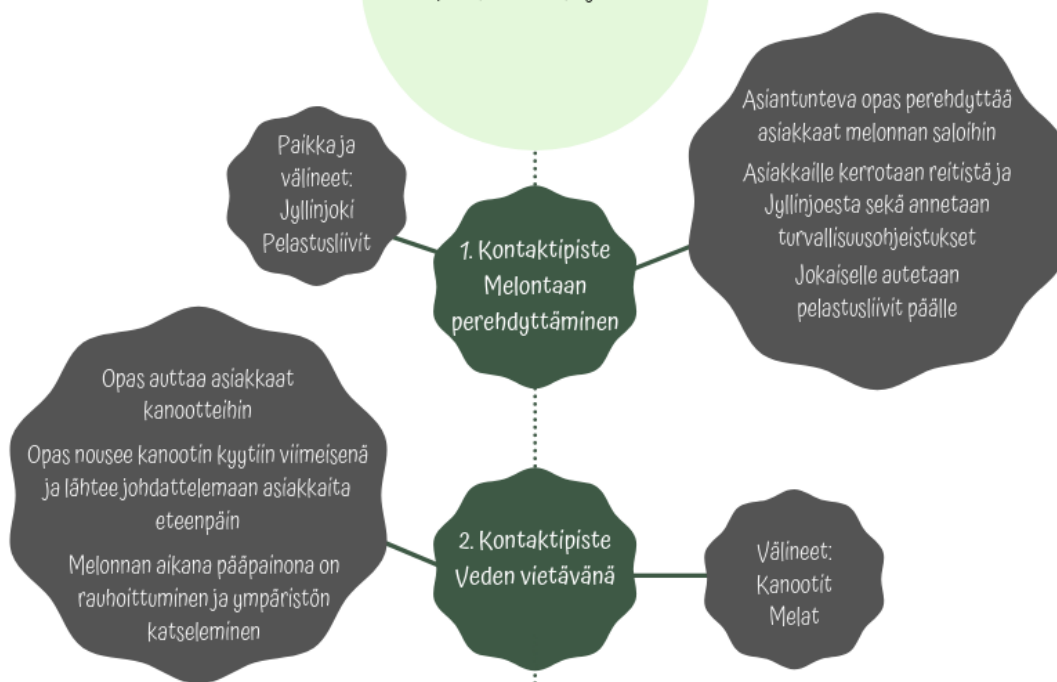 Paikka ja
välineet:
Jyllinjoki
Pelastusliivit
1. Kontaktipiste
Melontaan
perehdyttäminen
Asiantunteva opas perehdyttää
asiakkaat melonnan saloihin
Asiakkaille kerrotaan reitistä ja
Jyllinjoesta sekä annetaan
turvallisuusohjeistukset
Jokaiselle autetaan
pelastusliivit päälle
Opas auttaa asiakkaat
kanootteihin
Opas nousee kanootin kyytiin viimeisenä
ja lähtee johdattelemaan asiakkaita
eteenpäin
Melonnan aikana pääpainona on
rauhoittuminen ja ympäristön
katseleminen
2. Kontaktipiste
Veden vietävänä
Välineet:
Kanootit
Melat